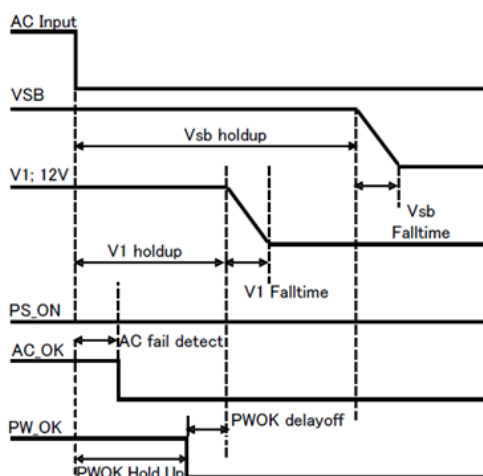 AC Input
VSB
Vsb holdup
V1; 12V
Vsb
Falltime
V1 holdup
V1 Falltime
PS_ON
AC fail detect
AC_OK
PWOK delayoff
PW_OK
PWOK Hold Up